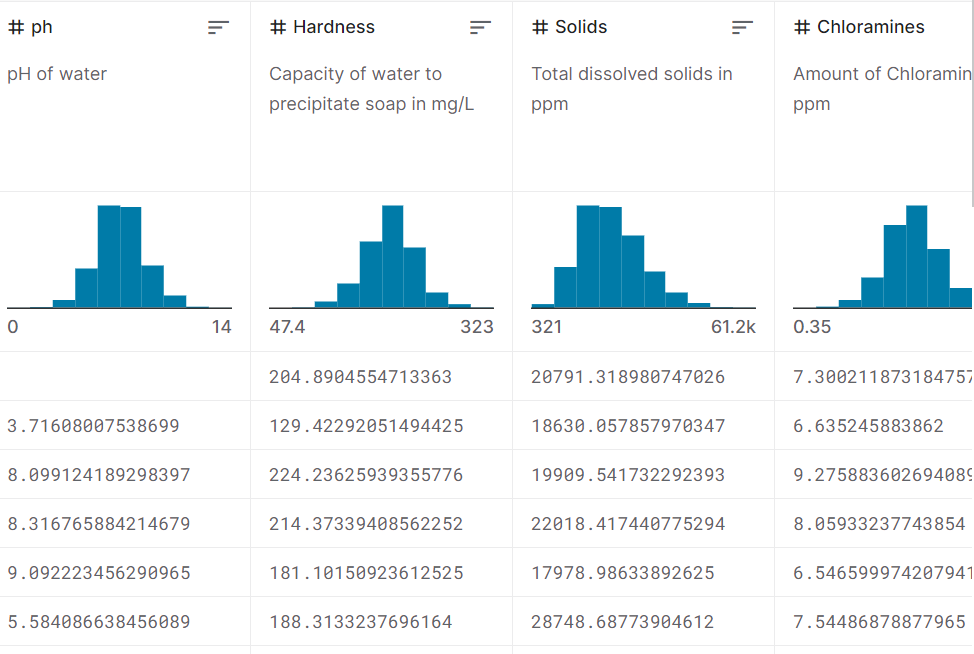 # ph
# Hardness
# Solids
# Chloramines
pH of water
Capacity of water to
precipitate soap in mg/L
Total dissolved solids in
ppm
Amount of Chloramin
ppm
0 14
47.4 323
321 61.2k
0.35
204.8904554713363 20791.318980747026 7.300211873184757
3.71608007538699 129.42292051494425 18630.057857970347 6.635245883862
8.099124189298397 224.23625939355776 19909.541732292393 9.275883602694089
8.316765884214679 214.37339408562252 22018.417440775294 8.05933237743854
9.092223456290965 181.10150923612525 17978.98633892625 6.546599974207941
5.584086638456089 188.3133237696164 28748.68773904612 7.54486878877965